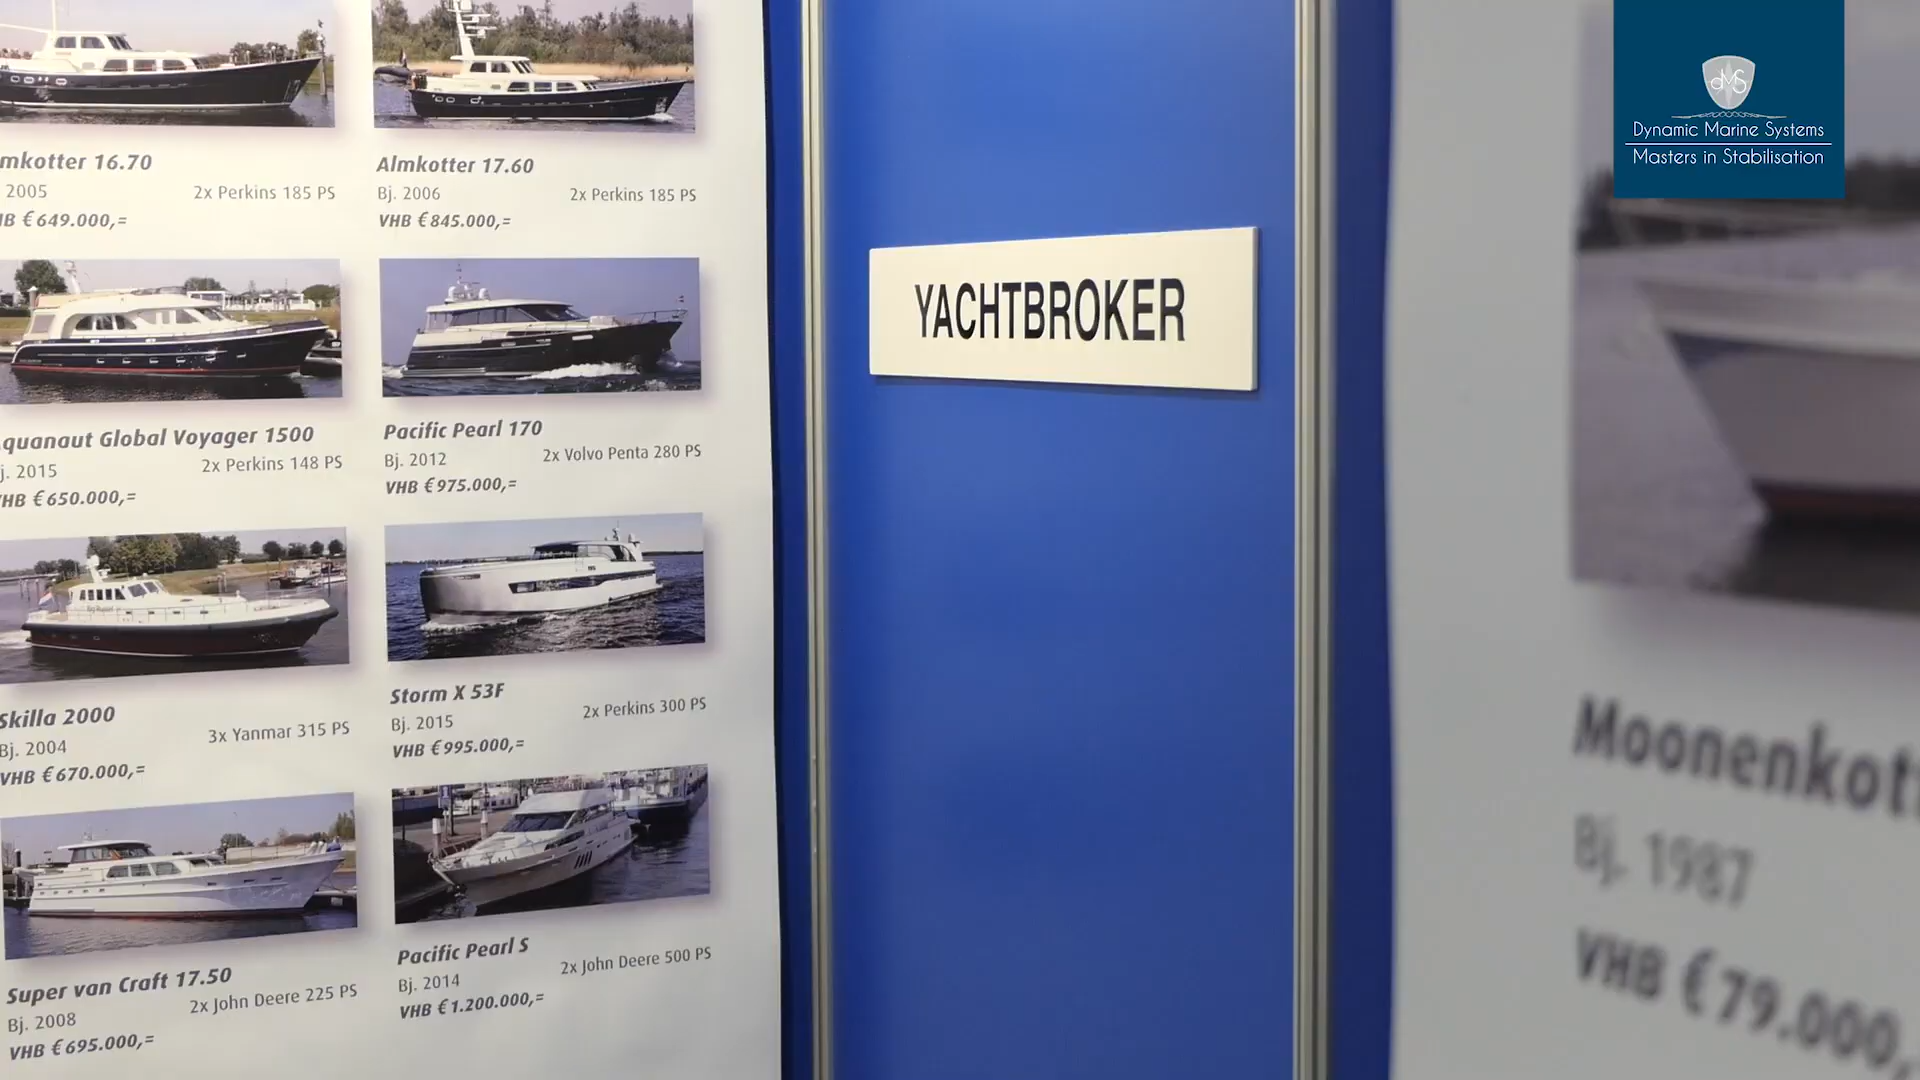 mkotter 16.70
2005
2x Perkins 185 PS
HB € 649.000,=
Almkotter 17.60
Bj. 2006
2x Perkins 185 PS
VHB € 845.000,=
quanaut Global Voyager 1500
j. 2015
2x Perkins 148 PS
HB € 650.000,=
Pacific Pearl 170
Bj. 2012
2x Volvo Penta 280 PS
VHB € 975.000,=
Skilla 2000
Bj. 2004
3x Yanmar 315 PS
VHB € 670.000,=
Storm X 53F
Bj. 2015
2x Perkins 300 PS
VHB € 995.000,=
Super van Craft 17.50
Bj. 2008
2x John Deere 225 PS
VHB € 695.000,=
Pacific Pearl S
Bj. 2014
2x John Deere 500 PS
VHB € 1.200.000,=
YACHTBROKER
DMS
Dynamic Marine Systems
Masters in Stabilisation
Moonenkott
Bj. 1987
VHB € 79.000,